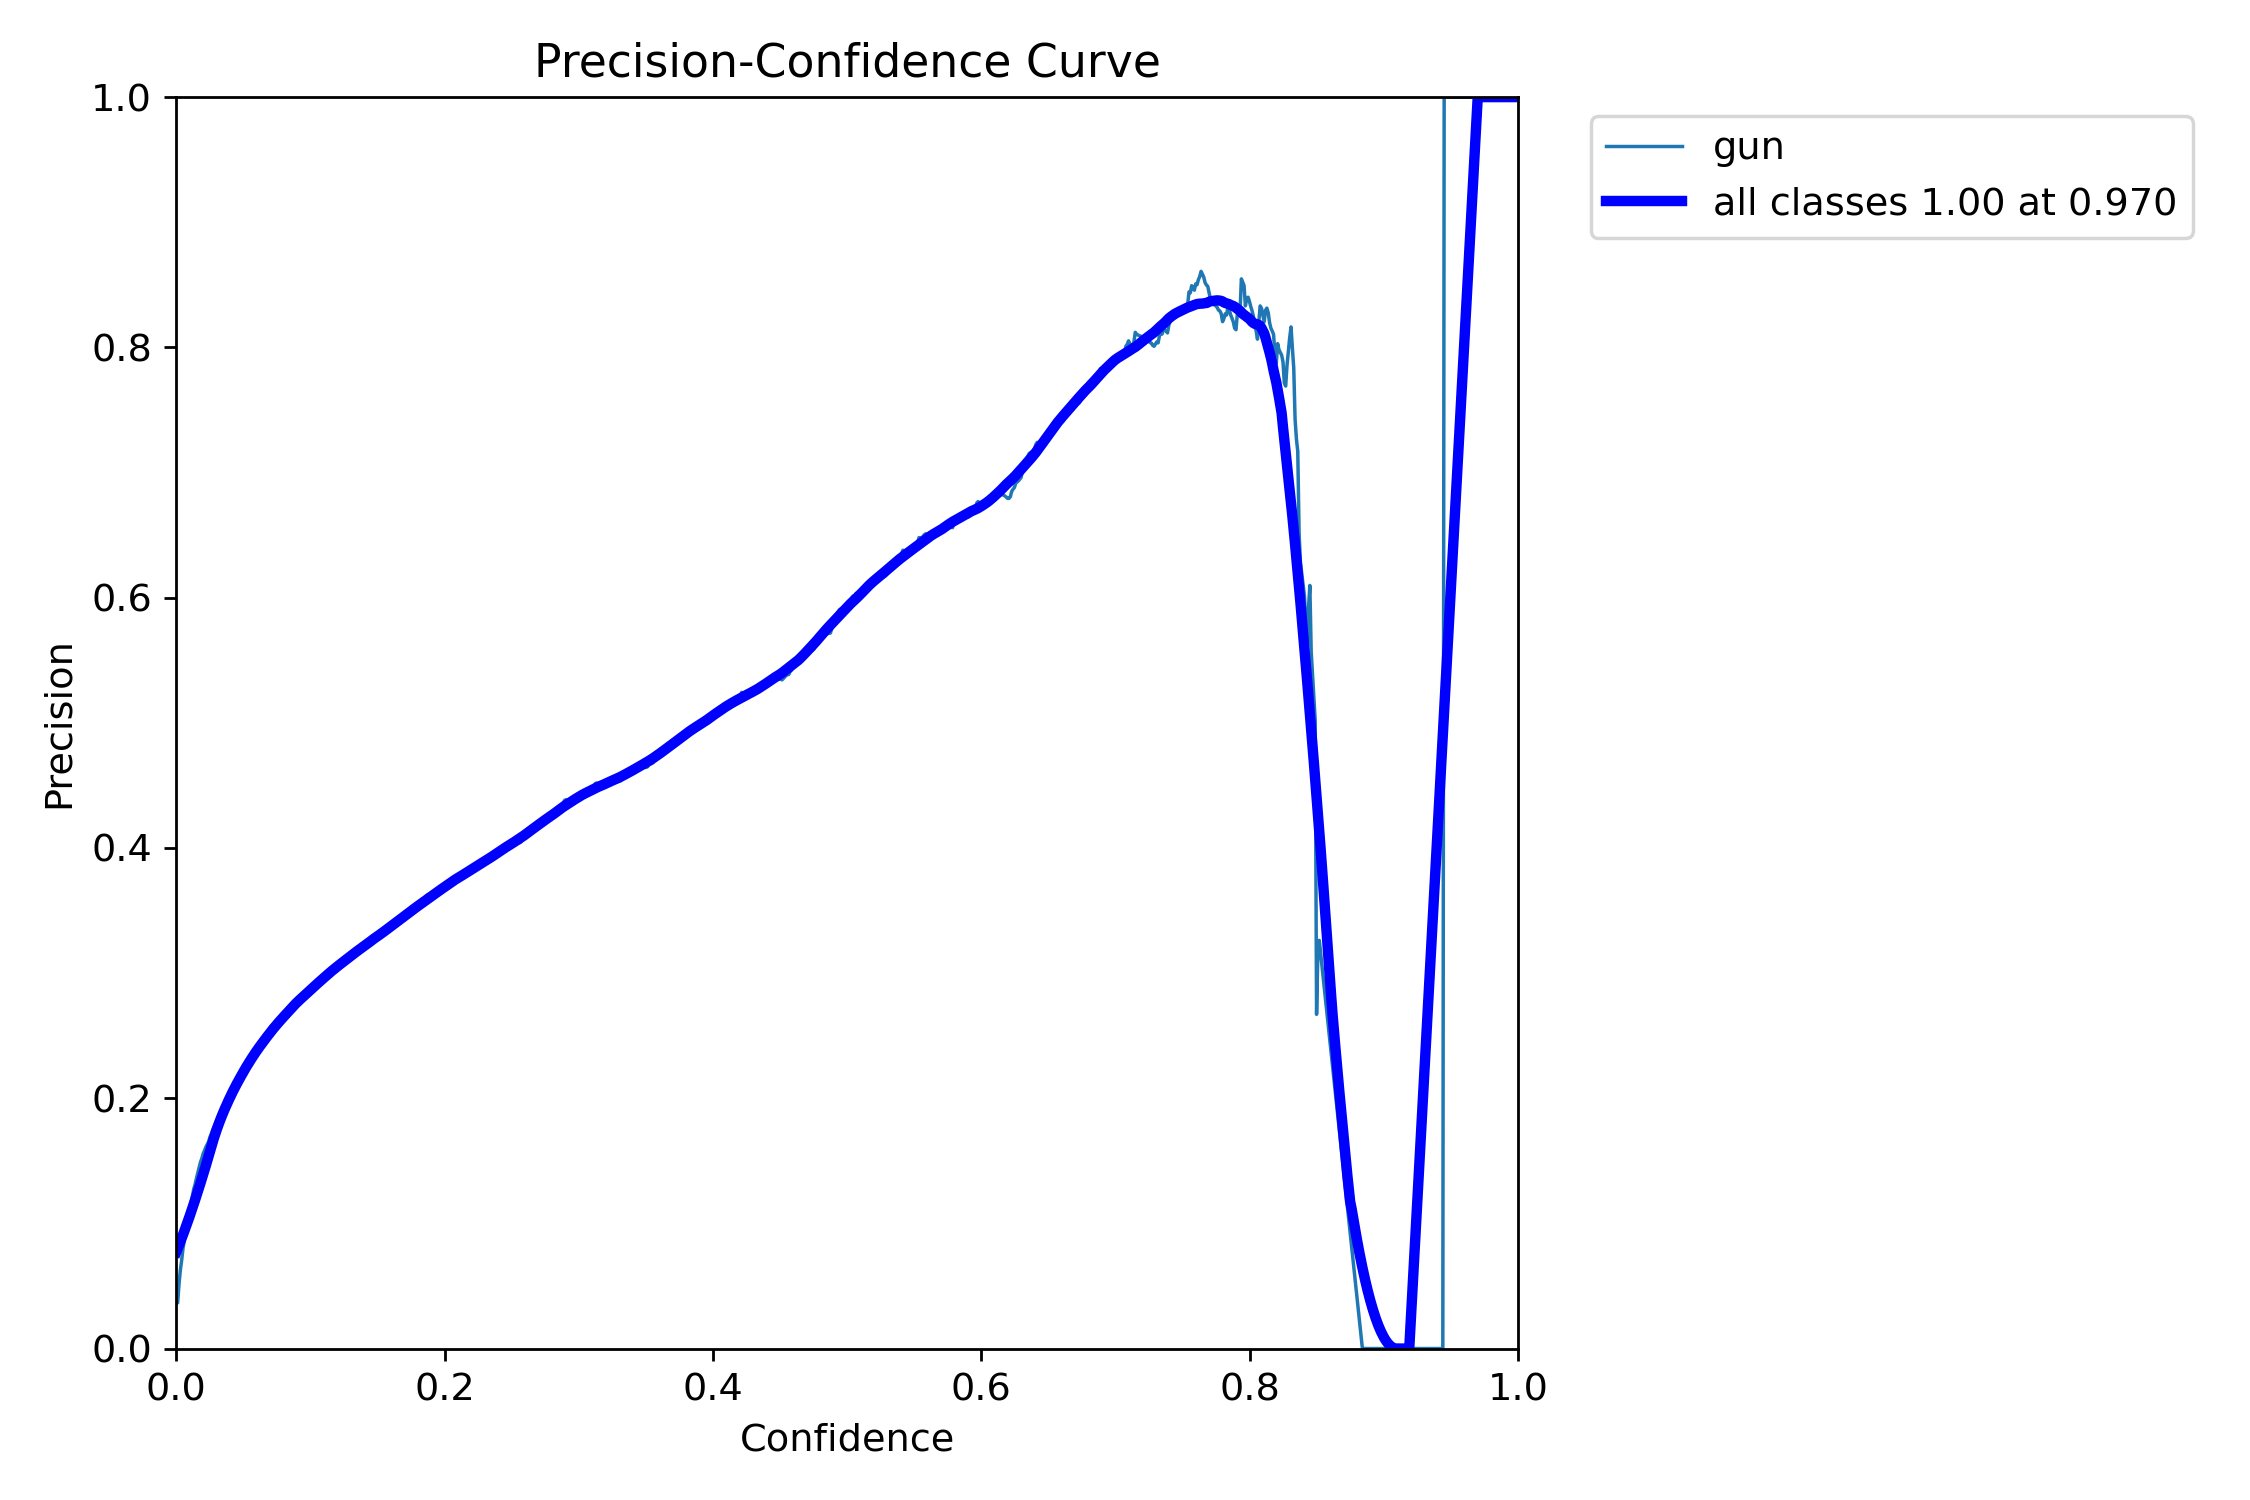 Precision-Confidence Curve
1.0
0.8
0.6
0.4
0.2
0.0
Precision
0.0 0.2 0.4 0.6 0.8 1.0
Confidence
gun
all classes 1.00 at 0.970